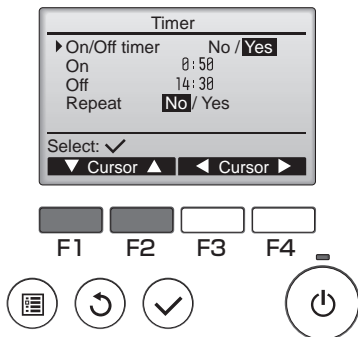 Timer
On/Off timer No / Yes
On 0:50
Off 14:30
Repeat No / Yes
Select: ✓
▼ Cursor ▲ ◀ Cursor ▶
F1 F2 F3 F4